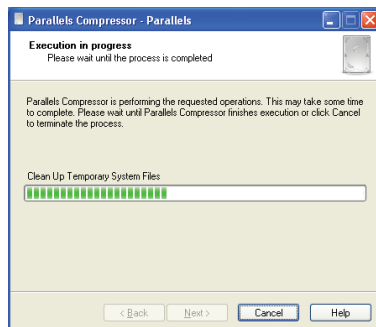 Parallels Compressor - Parallels
Execution in progress
Please wait until the process is completed
Parallels Compressor is performing the requested operations. This may take some time
to complete. Please wait until Parallels Compressor finishes execution or click Cancel
to terminate the process.
Clean Up Temporary System Files
< Back Next > Cancel Help